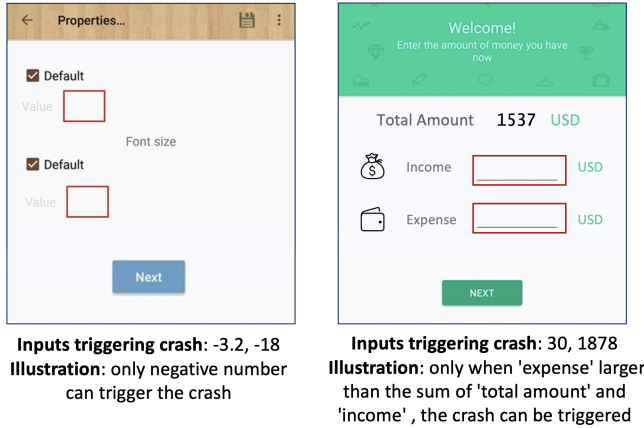 Properties...
Default
Value
Font size
Default
Value
Next
Inputs triggering crash: -3.2, -18
Illustration: only negative number
can trigger the crash
Welcome!
Enter the amount of money you have
now
Total Amount 1537 USD
$ Income USD
Expense USD
NEXT
Inputs triggering crash: 30, 1878
Illustration: only when 'expense' larger
than the sum of 'total amount' and
'income' , the crash can be triggered